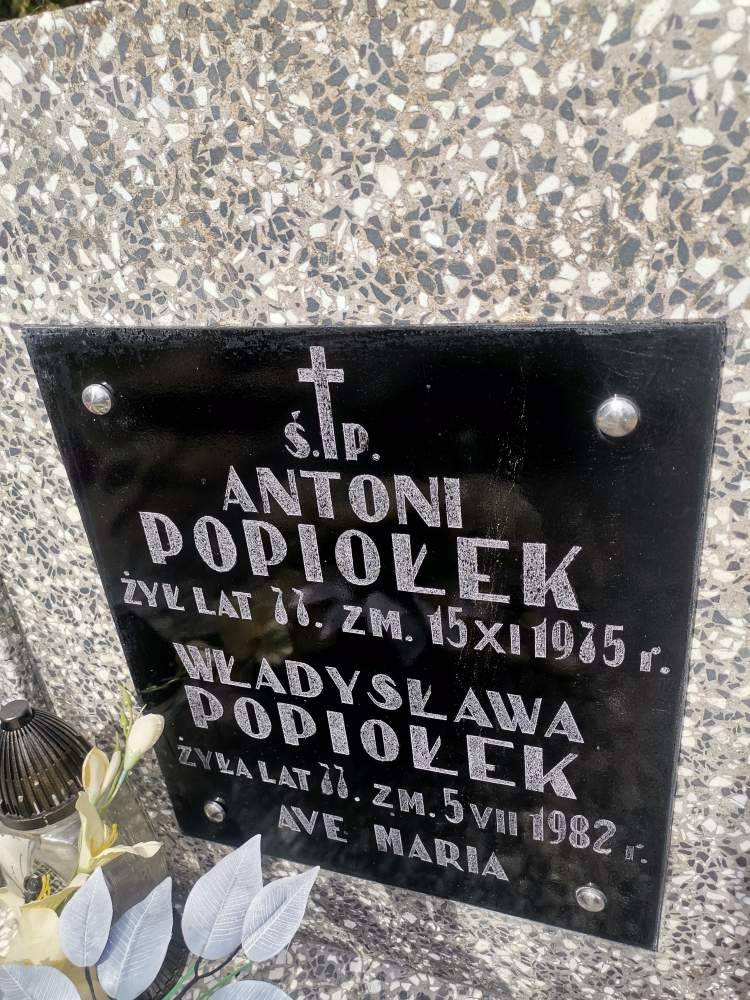 Ś.P.
ANTONI
POPIOŁEK
ŻYŁ LAT 77. ZM. 15 XI 1975 r.
WŁADYSŁAWA
POPIOŁEK
ŻYŁA LAT 77. ZM. 5 VII 1982 r.
AVE MARIA